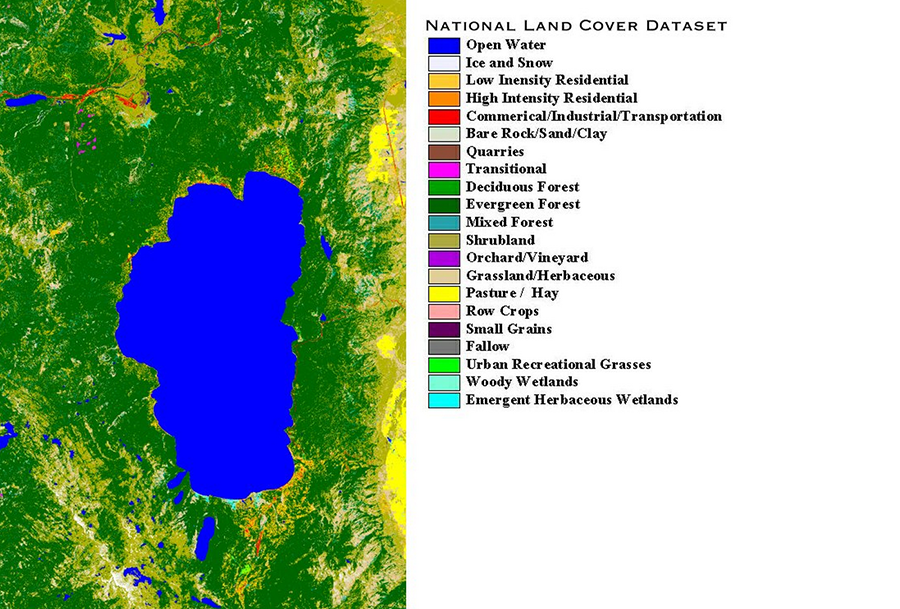 National Land Cover Dataset
Open Water
Ice and Snow
Low Inensity Residential
High Intensity Residential
Commerical/Industrial/Transportation
Bare Rock/Sand/Clay
Quarries
Transitional
Deciduous Forest
Evergreen Forest
Mixed Forest
Shrubland
Orchard/Vineyard
Grassland/Herbaceous
Pasture / Hay
Row Crops
Small Grains
Fallow
Urban Recreational Grasses
Woody Wetlands
Emergent Herbaceous Wetlands